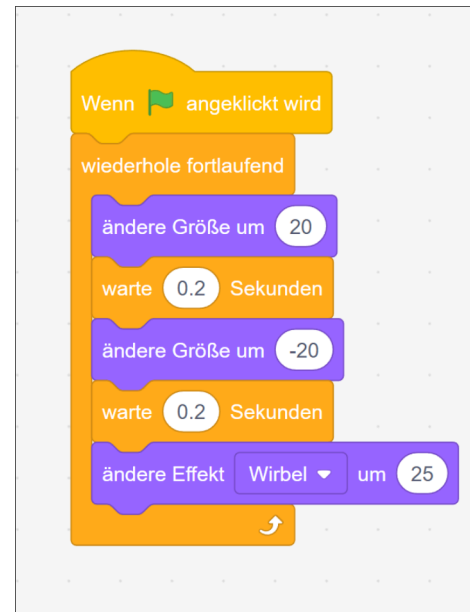 Wenn angeklickt wird
wiederhole fortlaufend
ändere Größe um 20
warte 0.2 Sekunden
ändere Größe um -20
warte 0.2 Sekunden
ändere Effekt Wirbel um 25